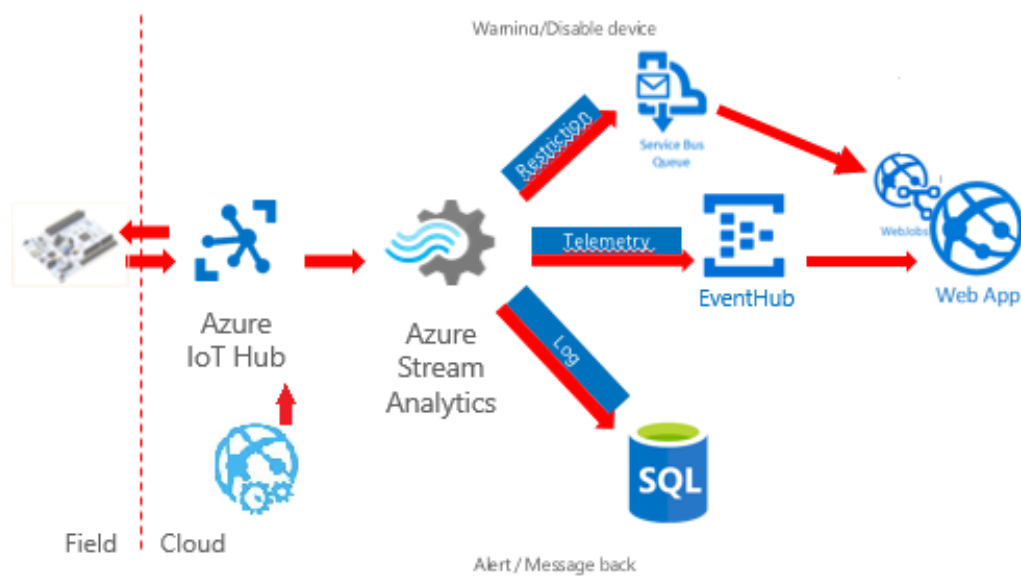 Warning/Disable device
Restriction
Service Bus
Queue
WebJobs
Telemetry
EventHub
Web App
Azure
IoT Hub
Azure
Stream
Analytics
Log
SQL
Field
Cloud
Alert / Message back